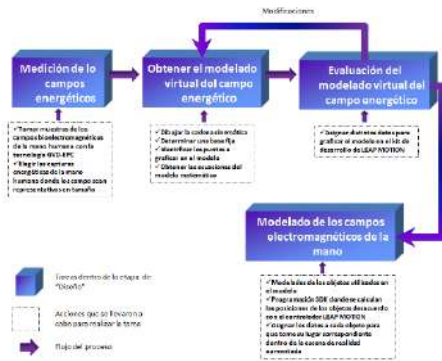 Modificaciones
Medición de lo
campos
energéticos
Obtener el modelado
virtual del campo
energético
Evaluación del
modelado virtual del
campo energético
✓Tomar muestras de los
campos bioelectromagnéticos
de la mano humana con la
tecnología GVD-EPC
✓Elegir las capturas
energéticas de la mano
humana donde los campos sean
representativos en tamaño
✓Dibujar la cadena cinemática
✓Determinar una base fija
✓Identificar los puntos a
graficar en el modelo
✓Obtener las ecuaciones del
modelo matemático
✓Asignar distintos datos para
graficar el modelo en el kit de
desarrollo de LEAP MOTION
Modelado de los campos
electromagnéticos de la
mano
✓Modelados de los objetos utilizados en
el modelo
✓Programación SDK donde se calculan
las posiciones de los objetos de acuerdo
con el controlador LEAP MOTION
✓Asignar los datos a cada objeto para
que tome su lugar correspondiente
dentro de la escena de realidad
aumentada
Tareas dentro de la etapa de
"Diseño"
Acciones que se llevaron a
cabo para realizar la tarea
Flujo del proceso